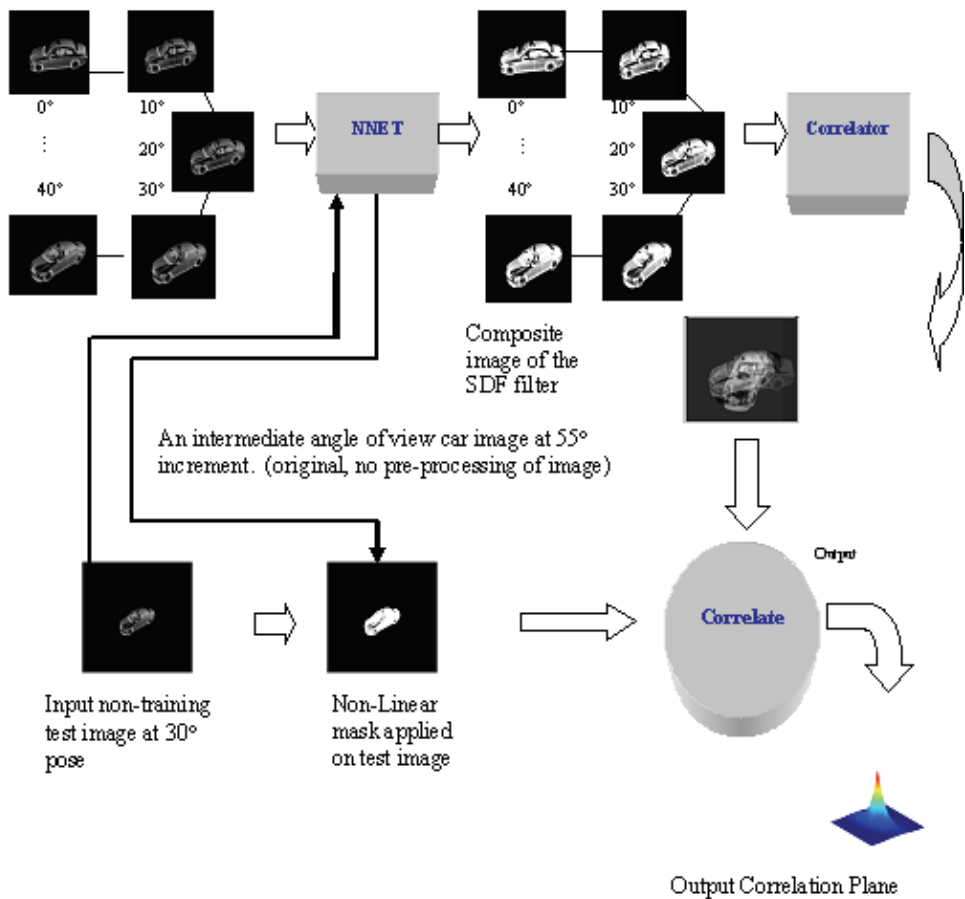 0°
10°
⋮
20°
40°
30°
NNET
0°
10°
⋮
20°
40°
30°
Correlator
Composite
image of the
SDF filter
An intermediate angle of view car image at 55°
increment. (original, no pre-processing of image)
Output
Correlate
Input non-training
test image at 30°
pose
Non-Linear
mask applied
on test image
Output Correlation Plane